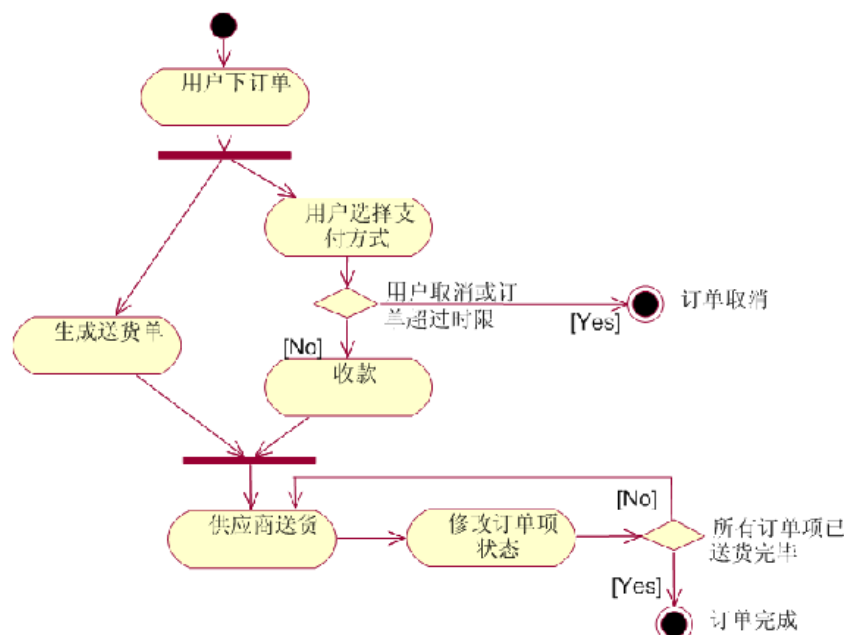 用户下订单
用户选择支
付方式
用户取消或订
单超过时限
[Yes]
订单取消
生成送货单
[No]
收款
[No]
供应商送货
修改订单项
状态
所有订单项已
送货完毕
[Yes]
订单完成